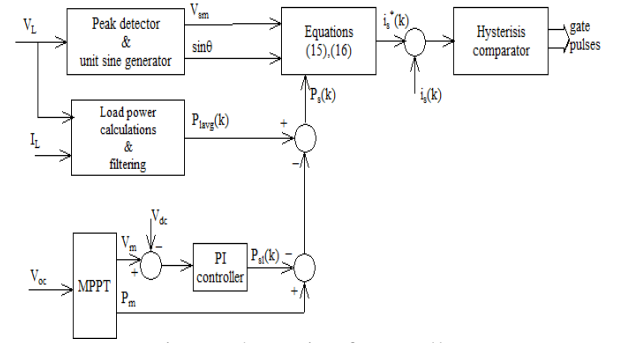 V_L
Peak detector
&
unit sine generator
V_sm
sinθ
Equations
(15),(16)
i_s*(k)
Hysterisis
comparator
gate
pulses
P_s(k)
i_s(k)
I_L
Load power
calculations
&
filtering
P_lavg(k)
+
−
V_dc
V_m
−
+
PI
controller
P_sl(k)
−
+
V_oc
MPPT
P_m